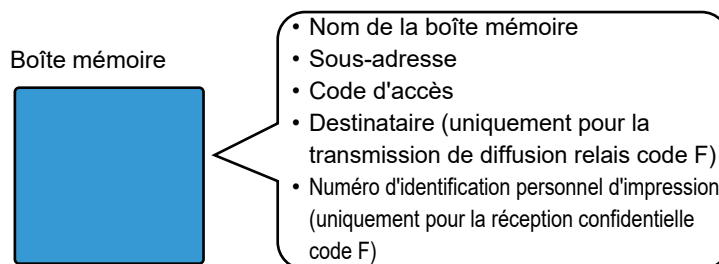 Boîte mémoire
• Nom de la boîte mémoire
• Sous-adresse
• Code d'accès
• Destinataire (uniquement pour la
transmission de diffusion relais code F)
• Numéro d'identification personnel d'impression
(uniquement pour la réception confidentielle
code F)